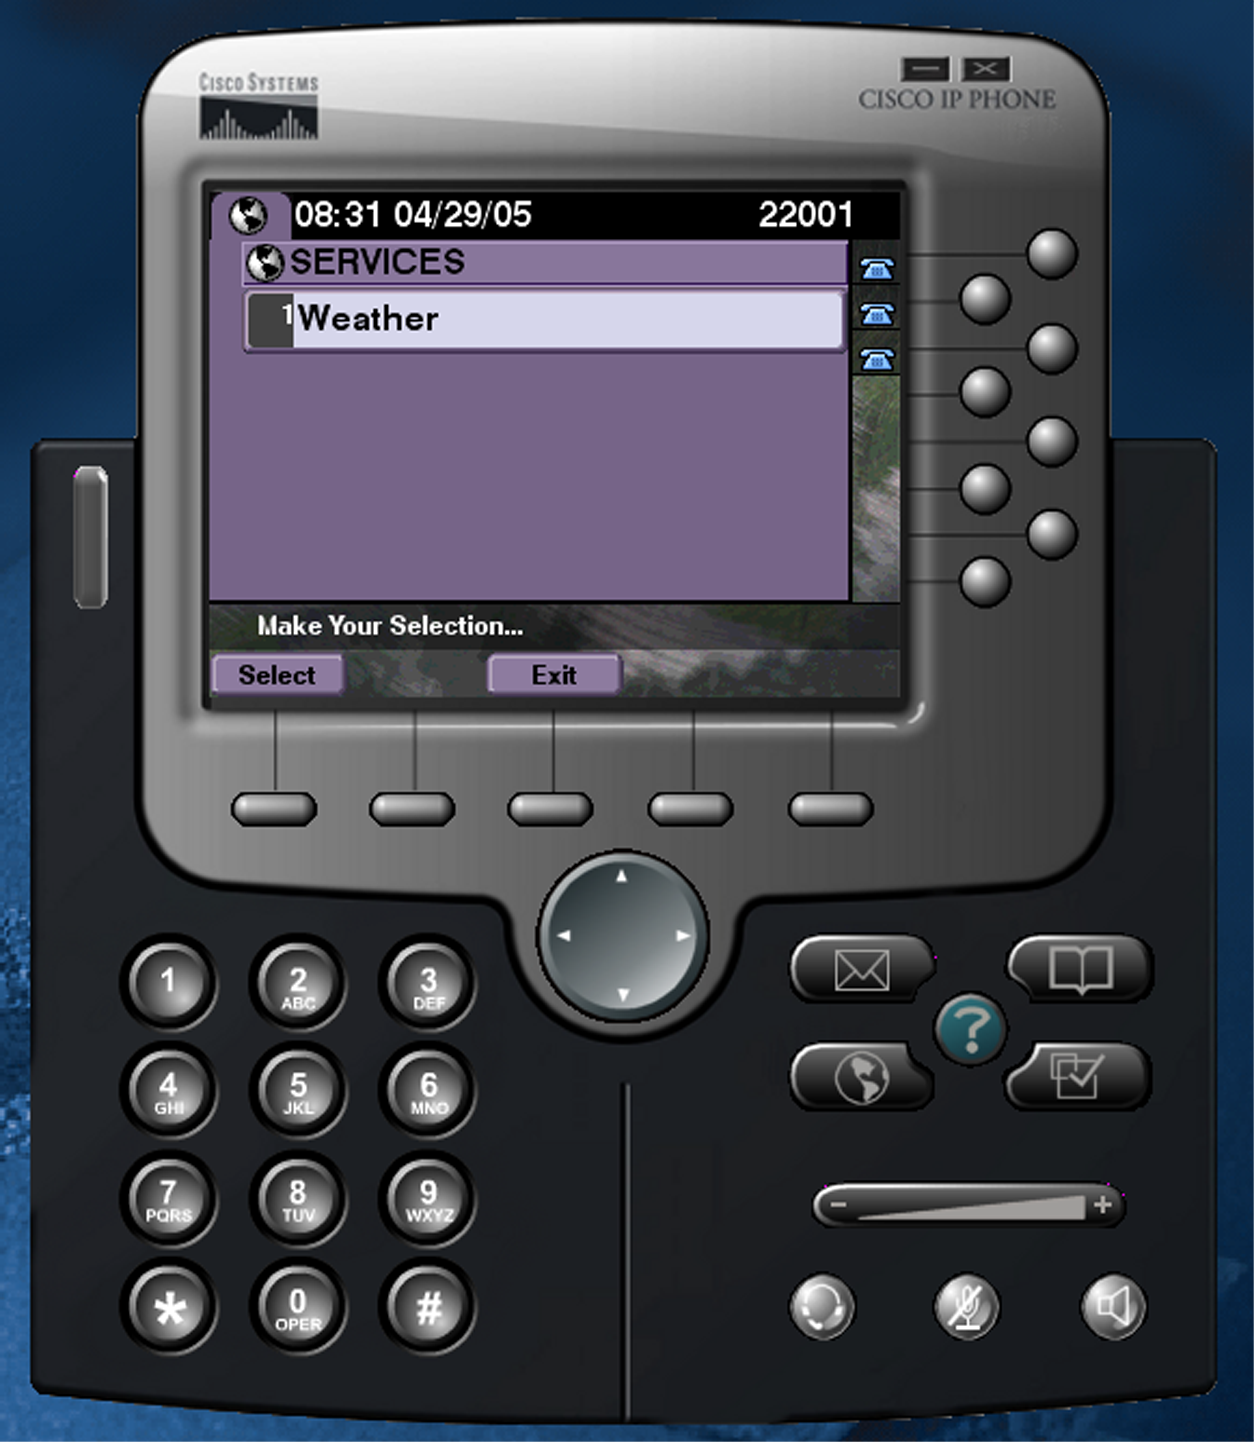 CISCO SYSTEMS
CISCO IP PHONE
08:31 04/29/05 22001
SERVICES
1 Weather
Make Your Selection...
Select Exit
1 2 3
ABC DEF
4 5 6
GHI JKL MNO
7 8 9
PQRS TUV WXYZ
* 0 #
OPER
?
- +